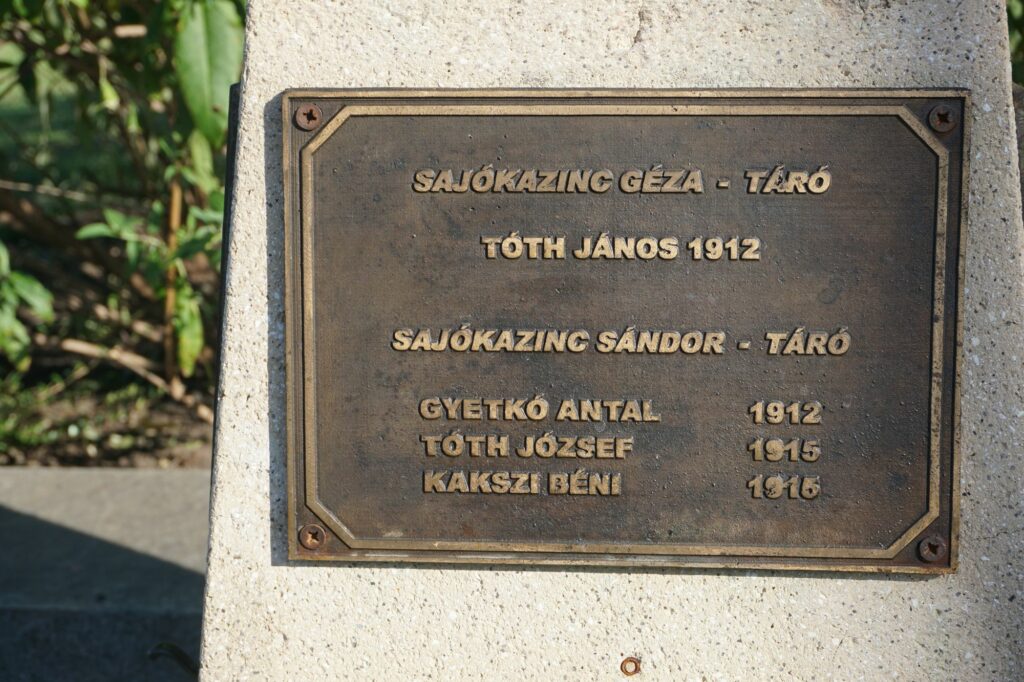 SAJÓKAZINC GÉZA - TÁRÓ
TÓTH JÁNOS 1912
SAJÓKAZINC SÁNDOR - TÁRÓ
GYETKÓ ANTAL 1912
TÓTH JÓZSEF 1915
KAKSZI BÉNI 1915